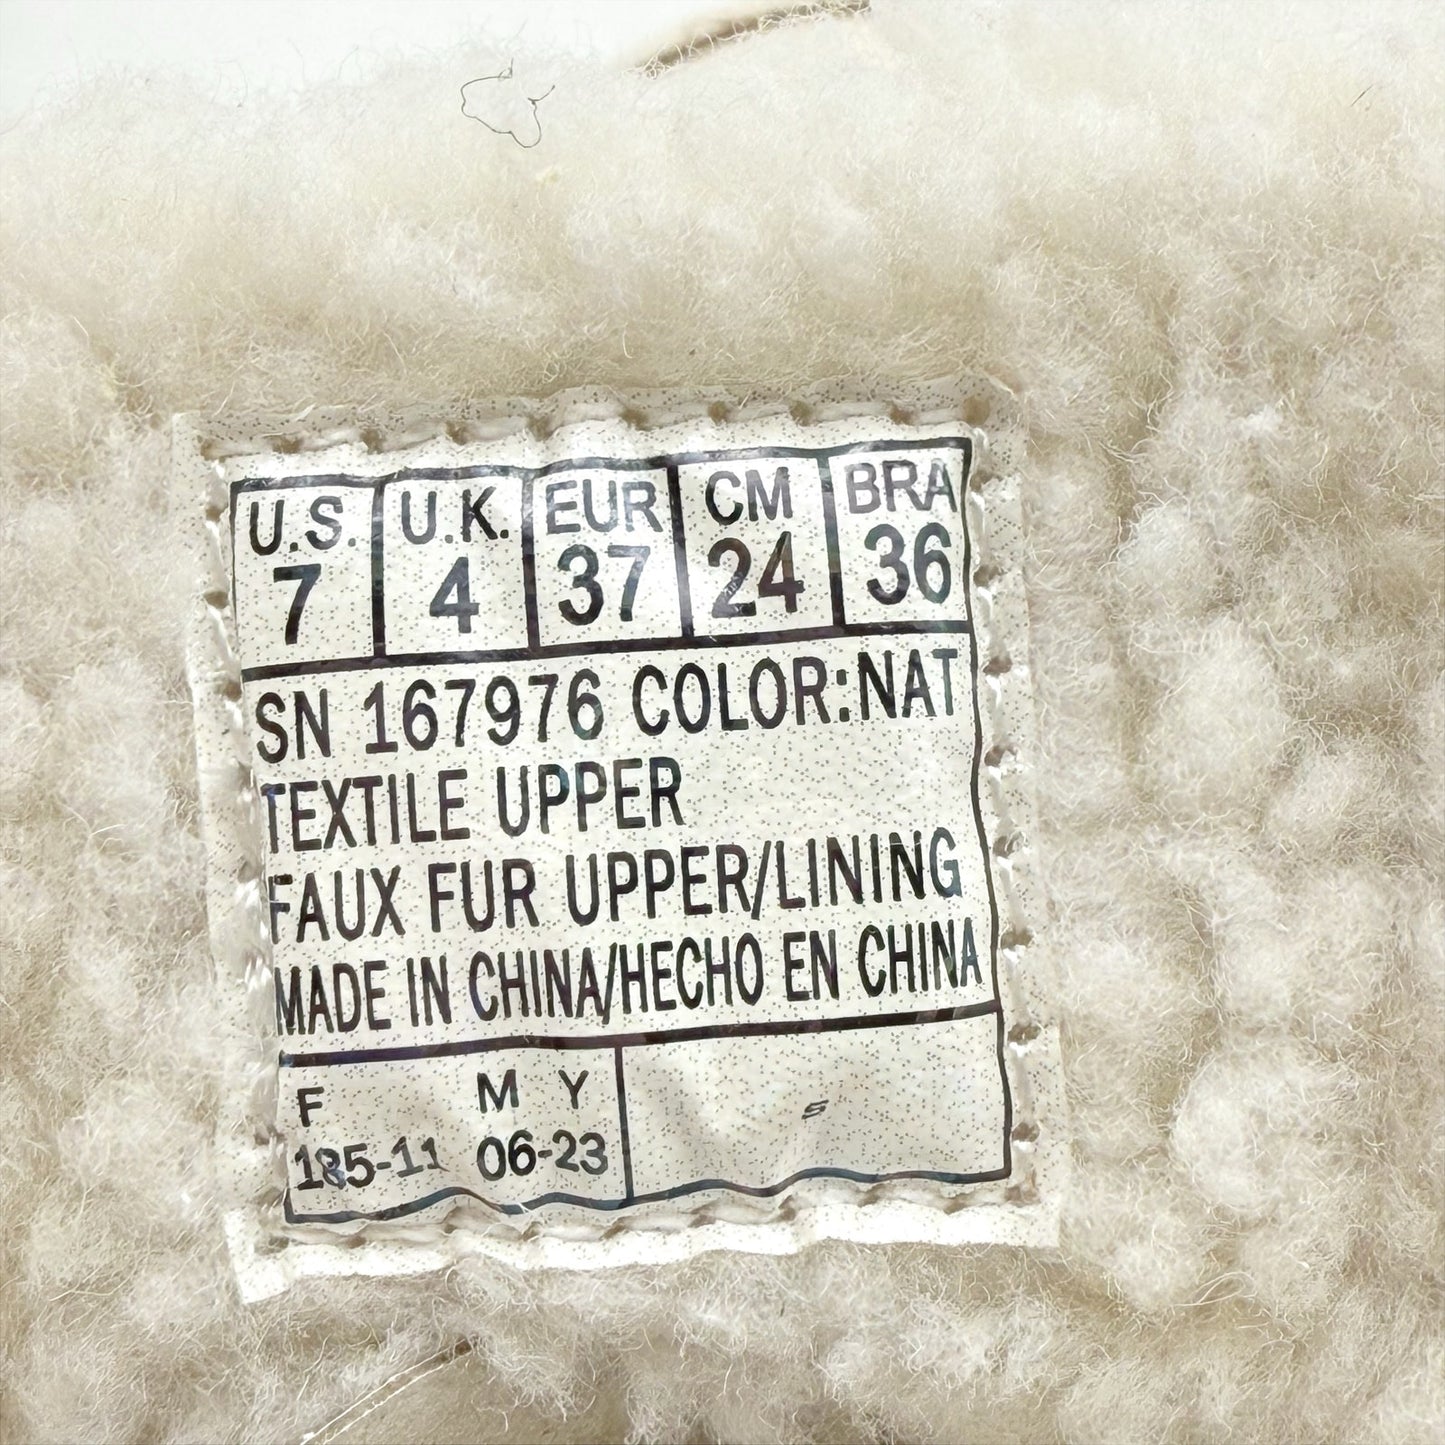 U.S. U.K. EUR CM BRA
7 4 37 24 36
SN 167976 COLOR:NAT
TEXTILE UPPER
FAUX FUR UPPER/LINING
MADE IN CHINA/HECHO EN CHINA
F M Y
185-11 06-23
S